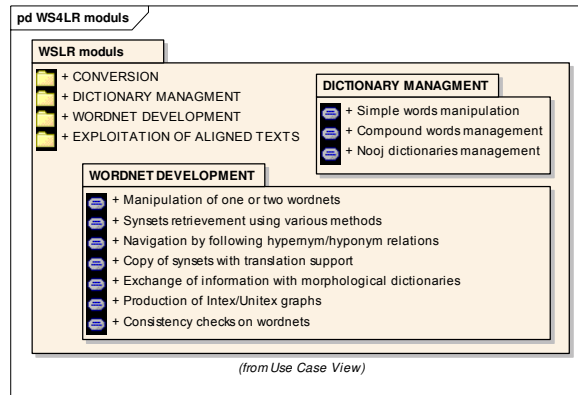 pd WS4LR moduls
WSLR moduls
+ CONVERSION
+ DICTIONARY MANAGMENT
+ WORDNET DEVELOPMENT
+ EXPLOITATION OF ALIGNED TEXTS
DICTIONARY MANAGMENT
+ Simple words manipulation
+ Compound words management
+ Nooj dictionaries management
WORDNET DEVELOPMENT
+ Manipulation of one or two wordnets
+ Synsets retrievement using various methods
+ Navigation by following hypernym/hyponym relations
+ Copy of synsets with translation support
+ Exchange of information with morphological dictionaries
+ Production of Intex/Unitex graphs
+ Consistency checks on wordnets
(from Use Case View)